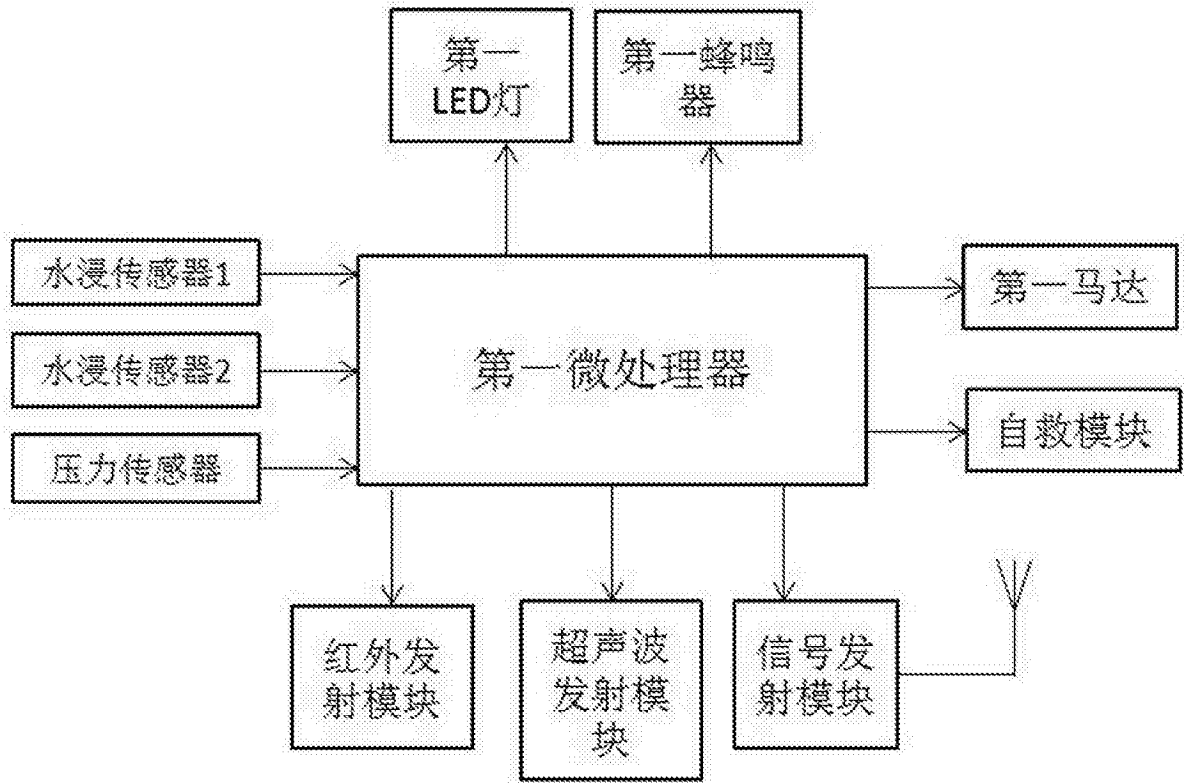 第一
LED灯
第一蜂鸣
器
水浸传感器1
水浸传感器2
压力传感器
第一微处理器
第一马达
自救模块
红外发
射模块
超声波
发射模
块
信号发
射模块